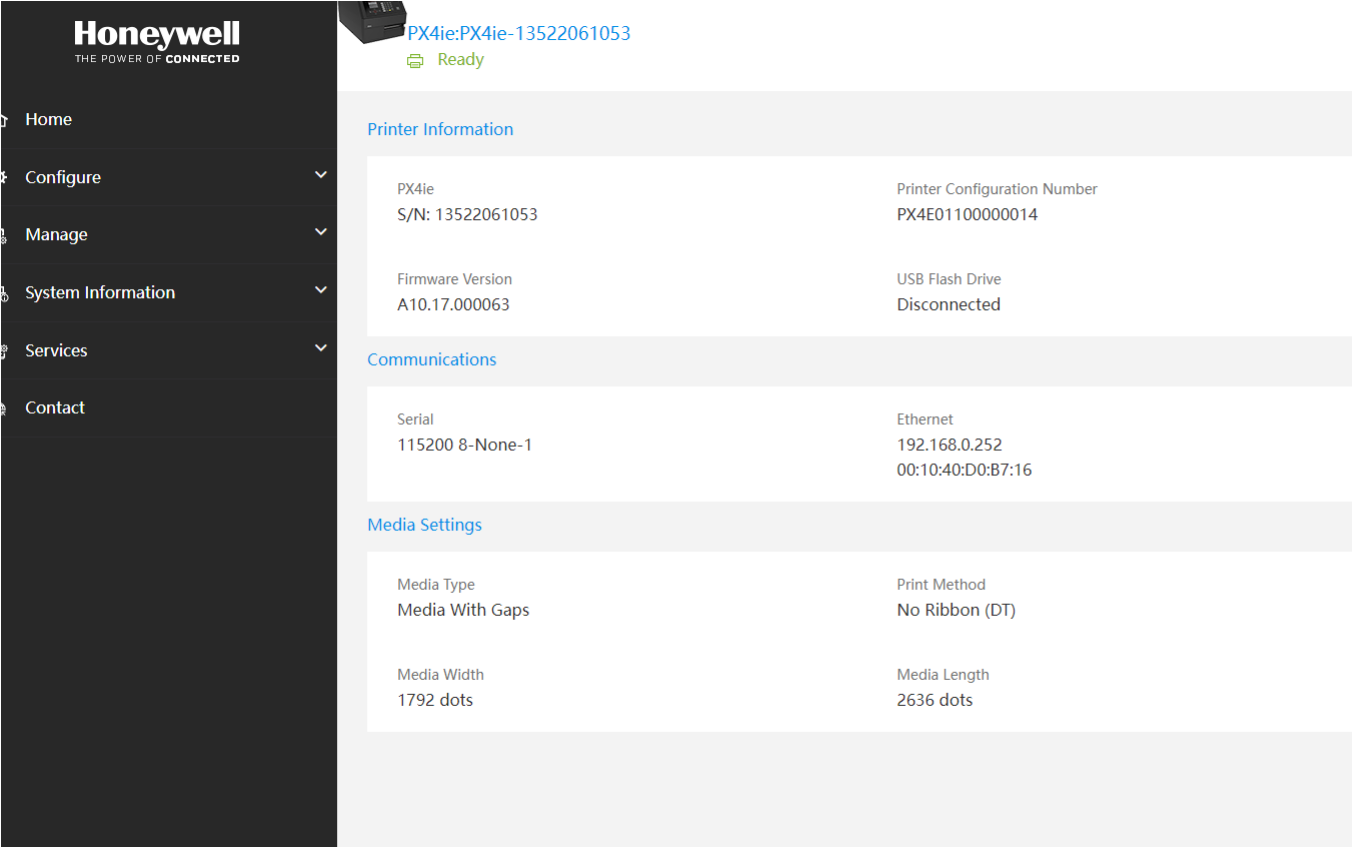 Honeywell
THE POWER OF CONNECTED
Home
Configure
Manage
System Information
Services
Contact
PX4ie:PX4ie-13522061053
Ready
Printer Information
PX4ie
S/N: 13522061053
Printer Configuration Number
PX4E01100000014
Firmware Version
A10.17.000063
USB Flash Drive
Disconnected
Communications
Serial
115200 8-None-1
Ethernet
192.168.0.252
00:10:40:D0:B7:16
Media Settings
Media Type
Media With Gaps
Print Method
No Ribbon (DT)
Media Width
1792 dots
Media Length
2636 dots